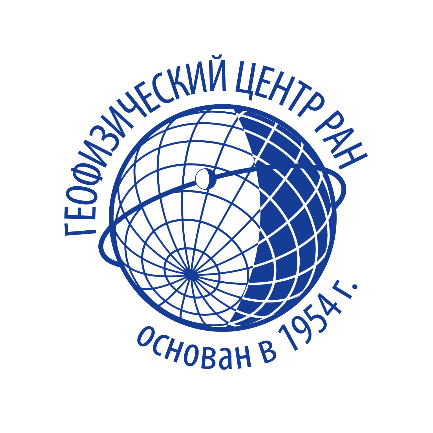 ГЕОФИЗИЧЕСКИЙ ЦЕНТР РАН
основан в 1954 г.